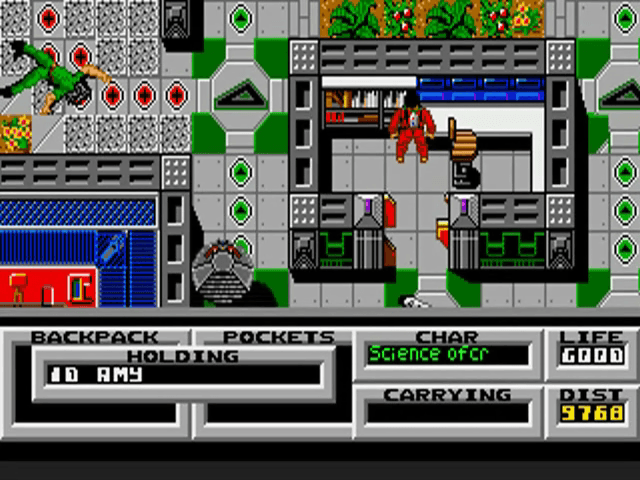 BACKPACK POCKETS CHAR LIFE
HOLDING
Science ofcr GOOD
ID AMY
CARRYING DIST
9768